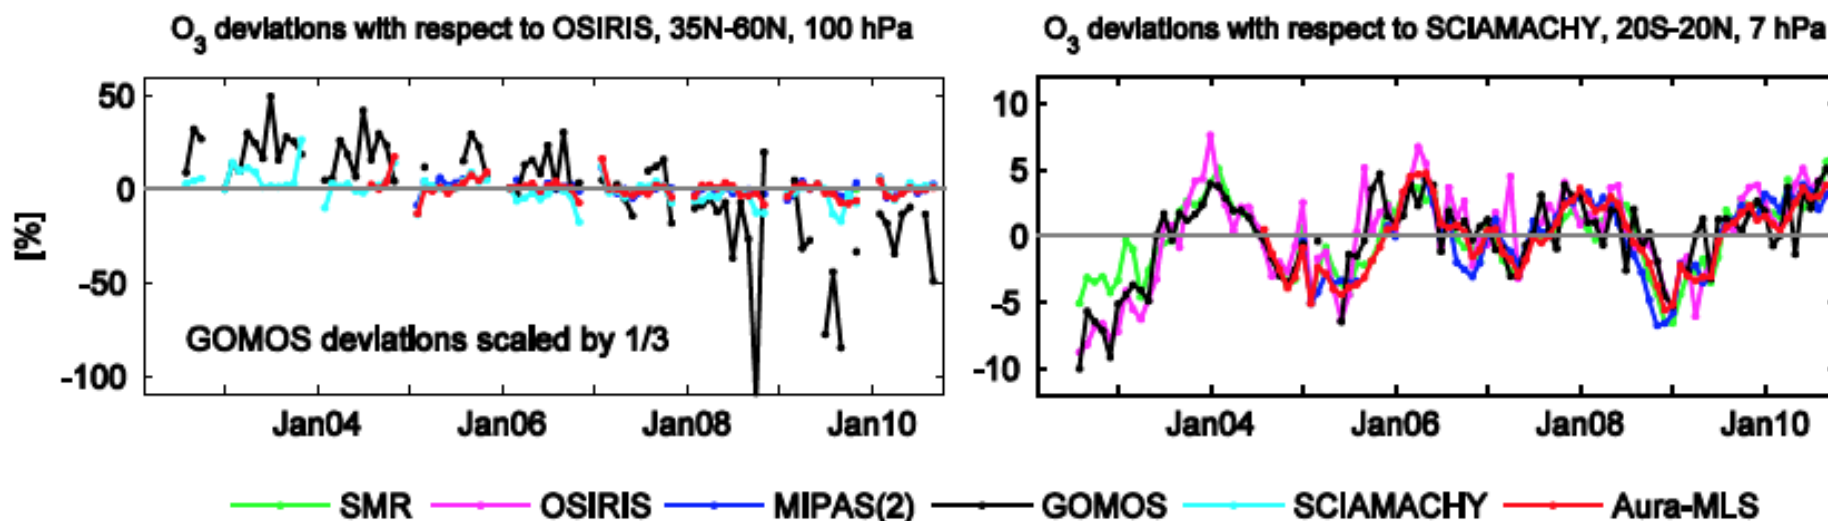 O3 deviations with respect to OSIRIS, 35N-60N, 100 hPa
O3 deviations with respect to SCIAMACHY, 20S-20N, 7 hPa
[%]
50
0
-50
-100
GOMOS deviations scaled by 1/3
Jan04 Jan06 Jan08 Jan10
10
5
0
-5
-10
Jan04 Jan06 Jan08 Jan10
SMR OSIRIS MIPAS(2) GOMOS SCIAMACHY Aura-MLS